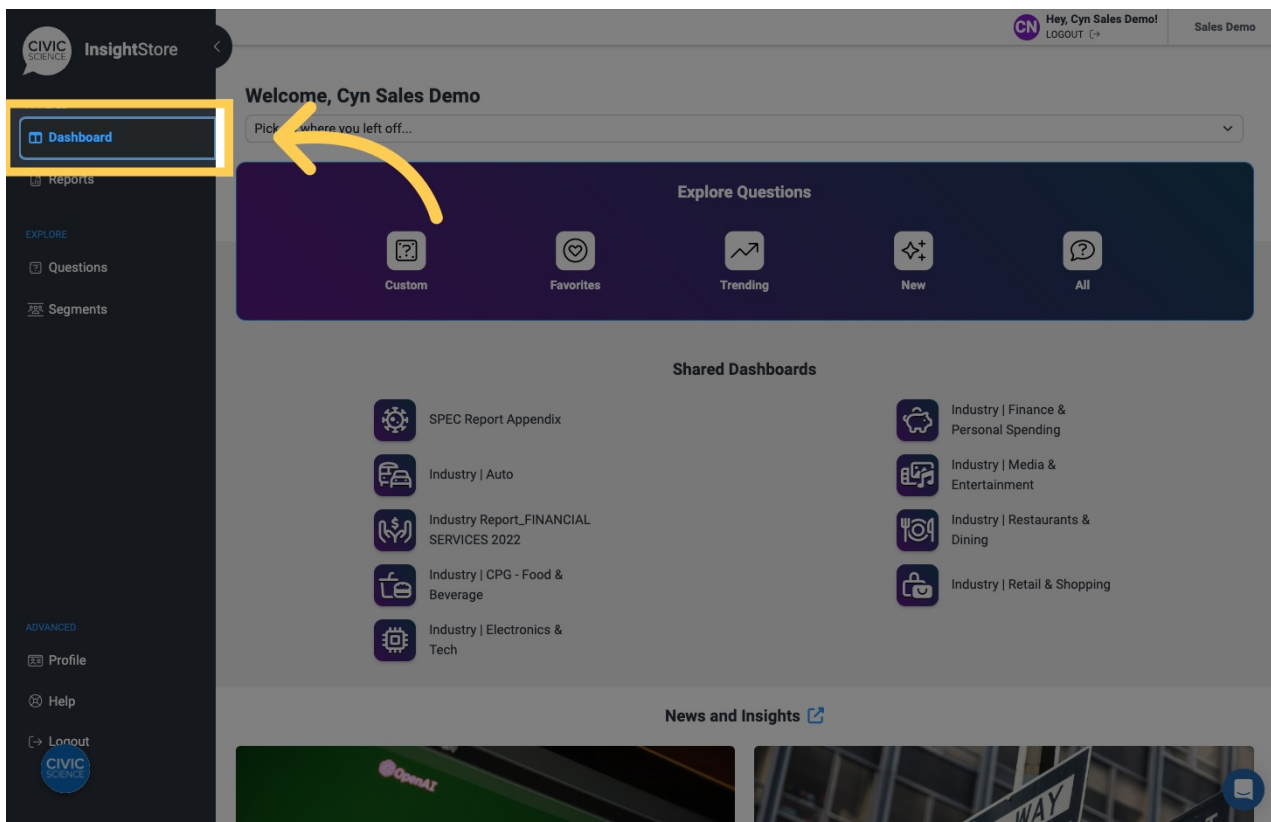 CIVIC
SCIENCE
InsightStore
Dashboard
Reports
EXPLORE
Questions
Segments
ADVANCED
Profile
Help
Logout
CIVIC
SCIENCE
CN
Hey, Cyn Sales Demo!
LOGOUT
Sales Demo
Welcome, Cyn Sales Demo
Pick where you left off...
Explore Questions
Custom
Favorites
Trending
New
All
Shared Dashboards
SPEC Report Appendix
Industry | Auto
Industry Report_FINANCIAL
SERVICES 2022
Industry | CPG - Food &
Beverage
Industry | Electronics &
Tech
Industry | Finance &
Personal Spending
Industry | Media &
Entertainment
Industry | Restaurants &
Dining
Industry | Retail & Shopping
News and Insights
OpenAI
WAY